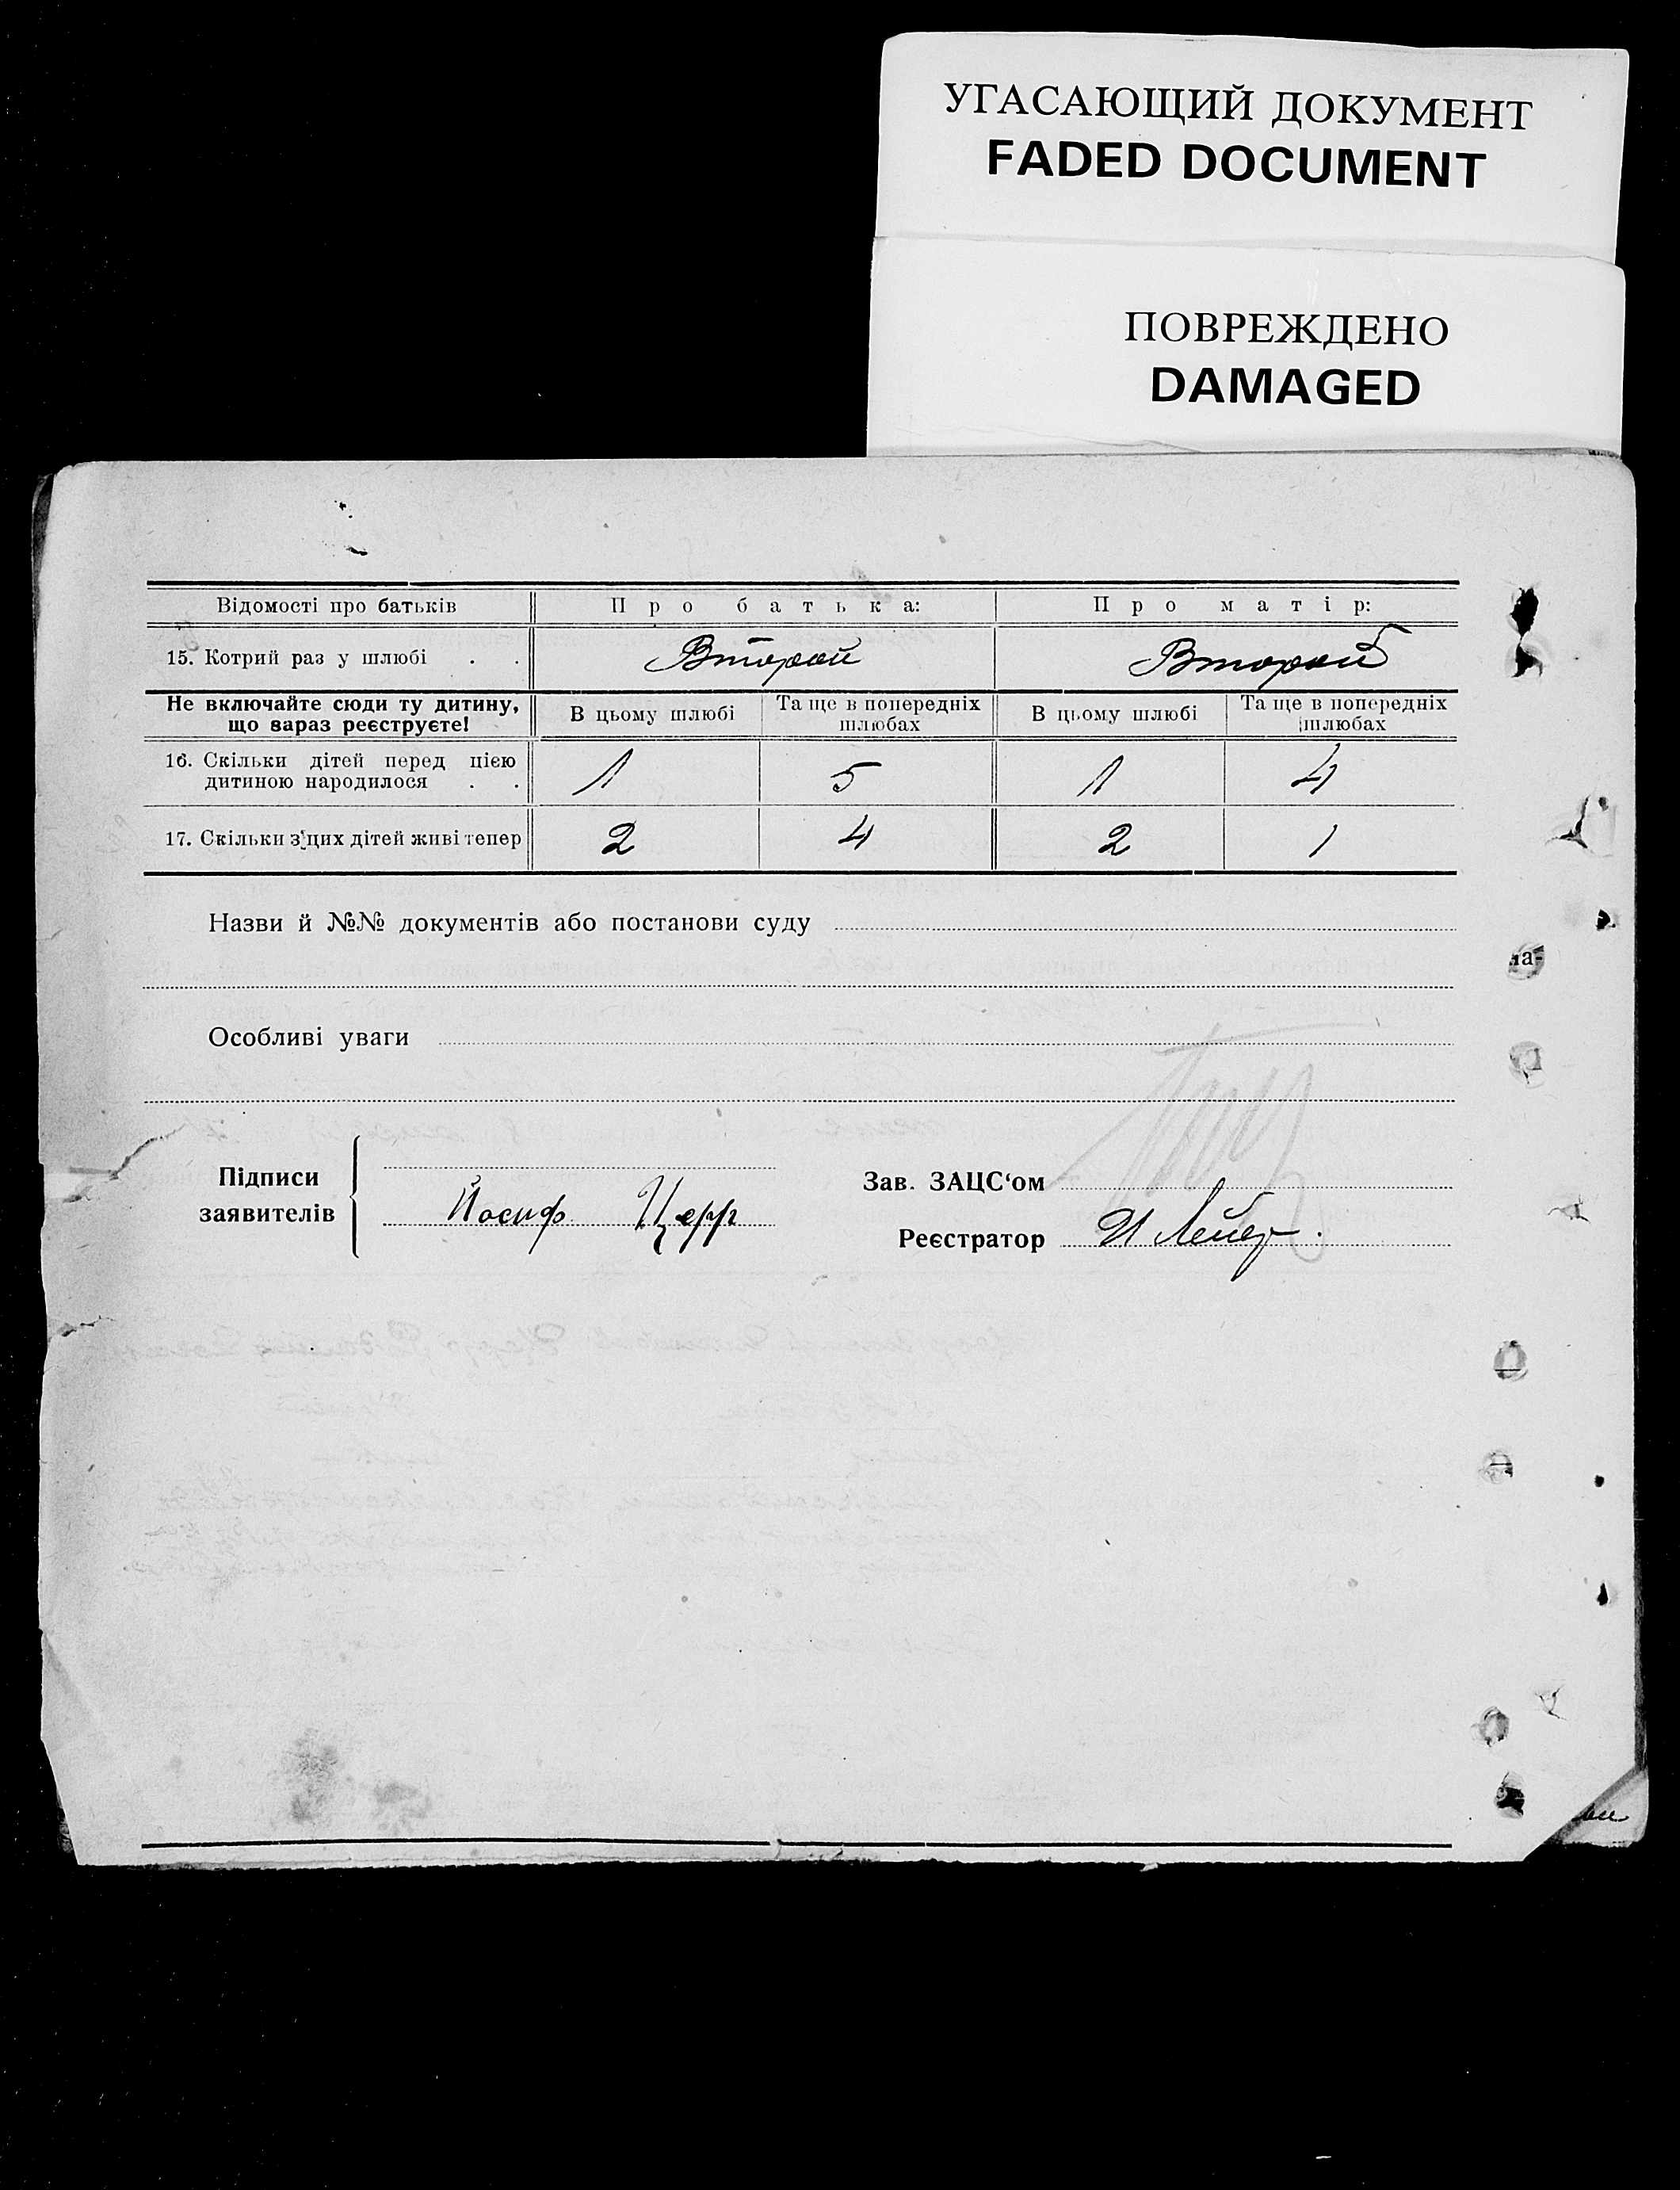 УГАСАЮЩИЙ ДОКУМЕНТ
FADED DOCUMENT
ПОВРЕЖДЕНО
DAMAGED
Відомості про батьків П р о б а т ь к а: П р о м а т і р:
15. Котрий раз у шлюбі . . Второй Второй
Не включайте сюди ту дитину, що вараз реєструєте! В цьому шлюбі Та ще в попередніх шлюбах В цьому шлюбі Та ще в попередніх шлюбах
16. Скільки дітей перед цією
дитиною народилося . . 1 5 1 4
17. Скільки з цих дітей живі тепер 2 4 2 1
Назви й №№ документів або постанови суду
на-
Особливі уваги
Підписи
заявителів
Йосиф Церр
Зав. ЗАЦС‘ом
Реєстратор И Лейер.